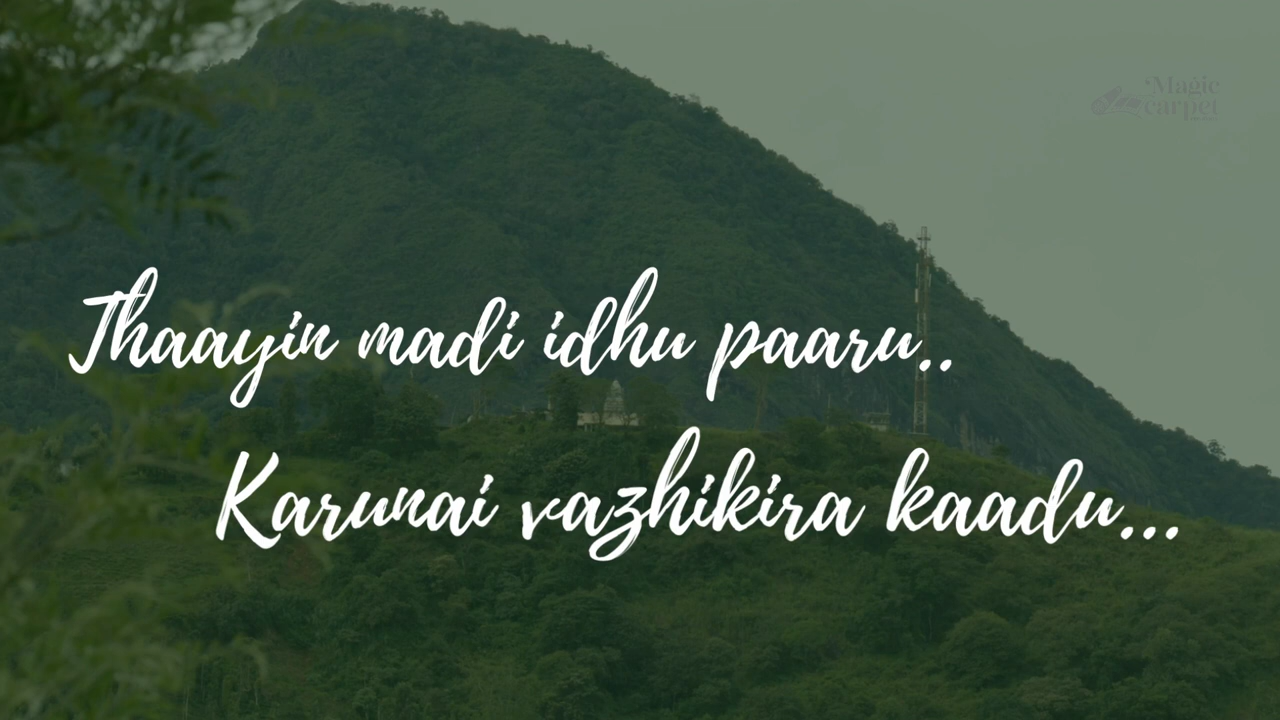 Magic
carpet
Thaayin madi idhu paaru..
Karunai vazhikira kaadu...